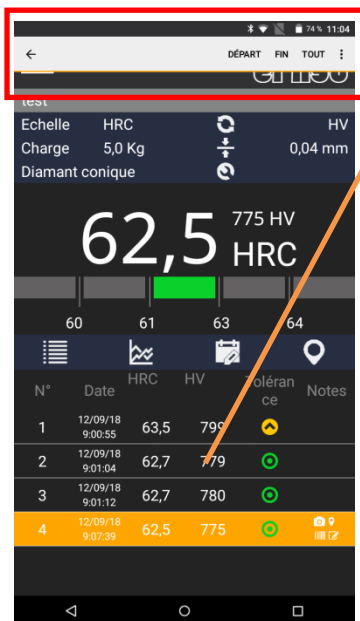 74% 11:04
DÉPART FIN TOUT
test
Echelle HRC HV
Charge 5,0 Kg 0,04 mm
Diamant conique
62,5 775 HV
HRC
60 61 63 64
N° Date HRC HV Toléran
ce Notes
1 12/09/18
9:00:55 63,5 799
2 12/09/18
9:01:04 62,7 779
3 12/09/18
9:01:12 62,7 780
4 12/09/18
9:07:39 62,5 775